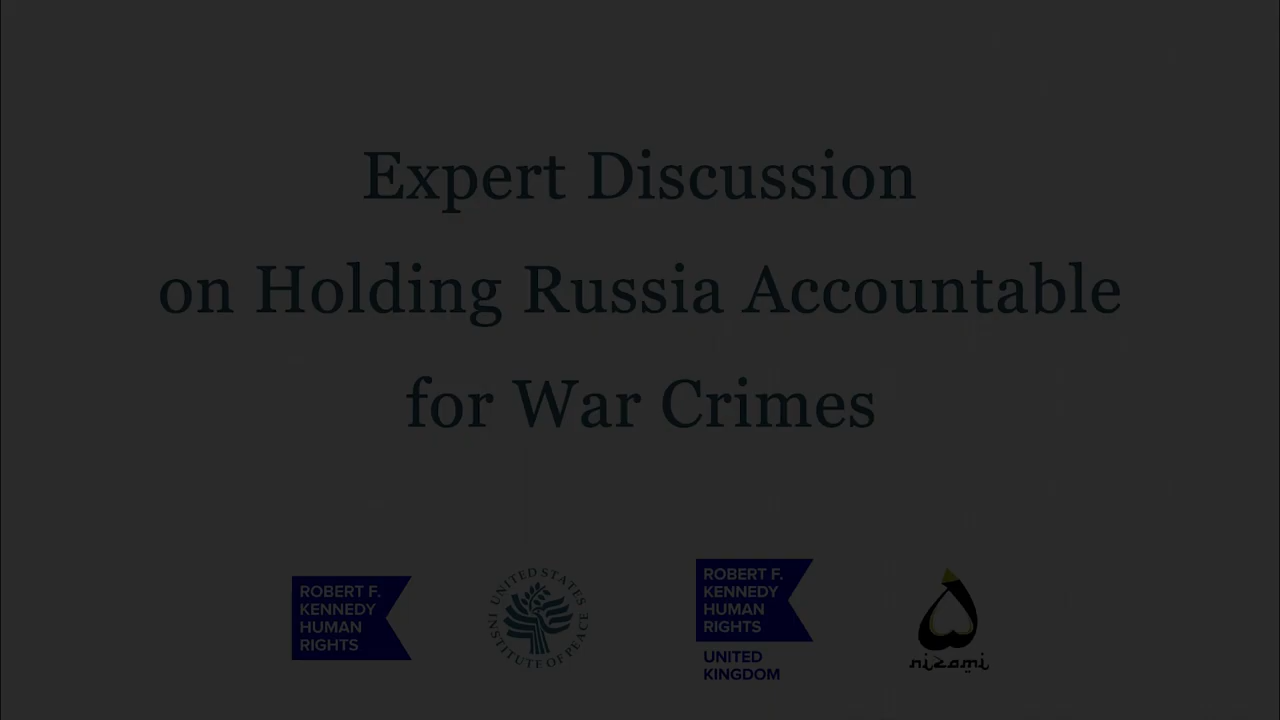 Expert Discussion
on Holding Russia Accountable
for War Crimes
ROBERT F.
KENNEDY
HUMAN
RIGHTS
UNITED STATES
INSTITUTE OF PEACE
ROBERT F.
KENNEDY
HUMAN
RIGHTS
UNITED
KINGDOM
nizami